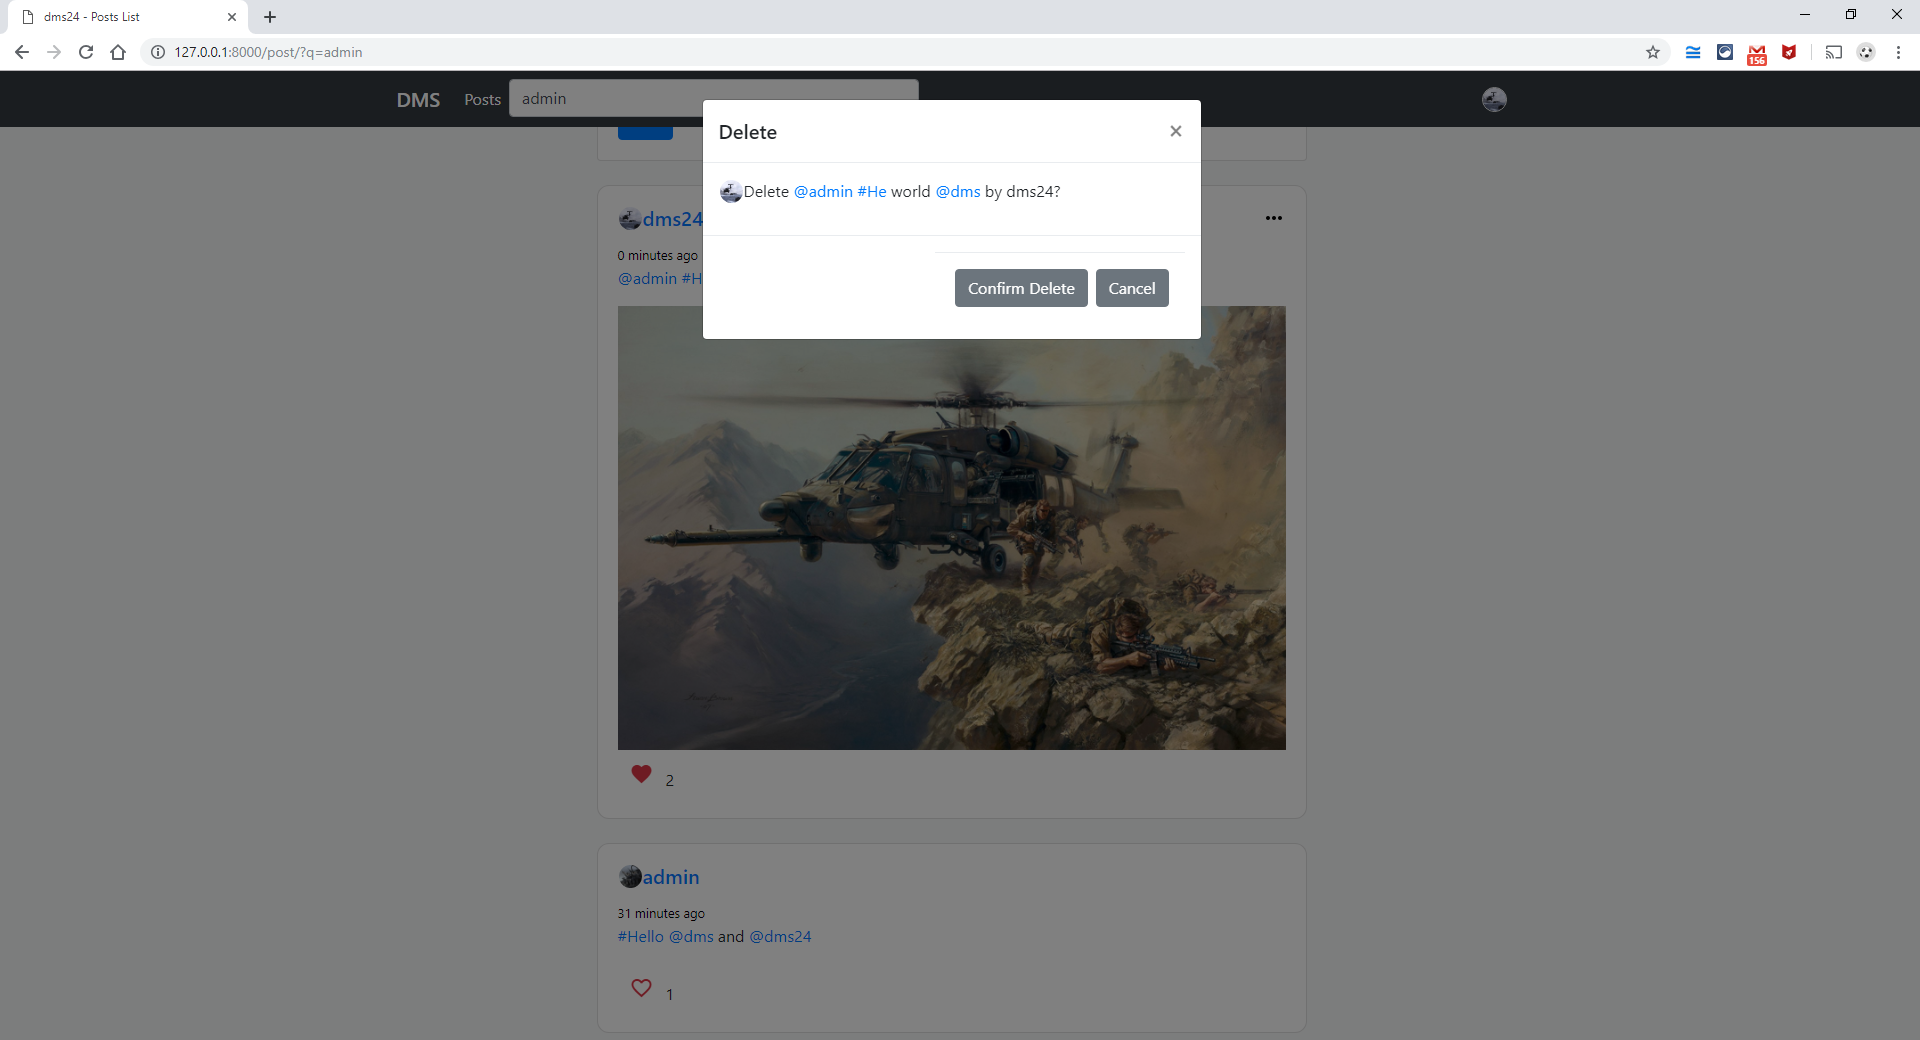 dms24 - Posts List
127.0.0.1:8000/post/?q=admin
156
DMS Posts admin
Delete ×
Delete @admin #He world @dms by dms24?
Confirm Delete Cancel
dms24
0 minutes ago
@admin #H
2
admin
31 minutes ago
#Hello @dms and @dms24
1